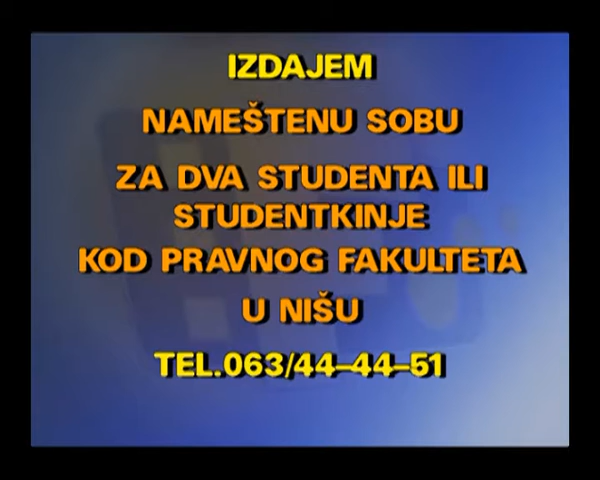 IZDAJEM
NAMEŠTENU SOBU
ZA DVA STUDENTA ILI
STUDENTKINJE
KOD PRAVNOG FAKULTETA
U NIŠU
TEL.063/44–44–51